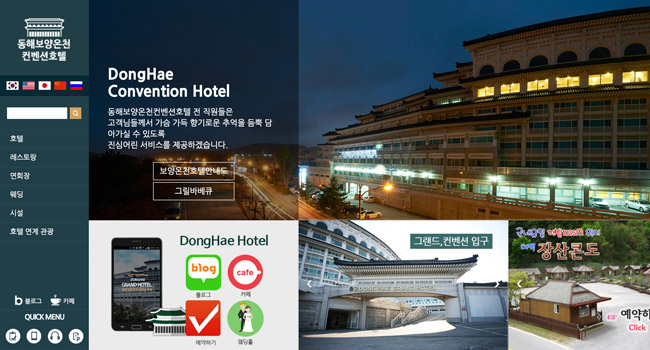 동해보양온천
컨벤션호텔
호텔
레스토랑
연회장
웨딩
시설
호텔 연계 관광
블로그
카페
QUICK MENU
DongHae
Convention Hotel
동해보양온천컨벤션호텔 전 직원들은
고객님들께서 가슴 가득 향기로운 추억을 듬뿍 담
아가실 수 있도록
진심어린 서비스를 제공하겠습니다.
보양온천호텔안내도
그릴바베큐
DONGHAE
GRAND HOTEL
DongHae Hotel
blog
블로그
cafe
카페
예약하기
웨딩홀
그랜드,컨벤션 입구
장산콘도
예약하
Click